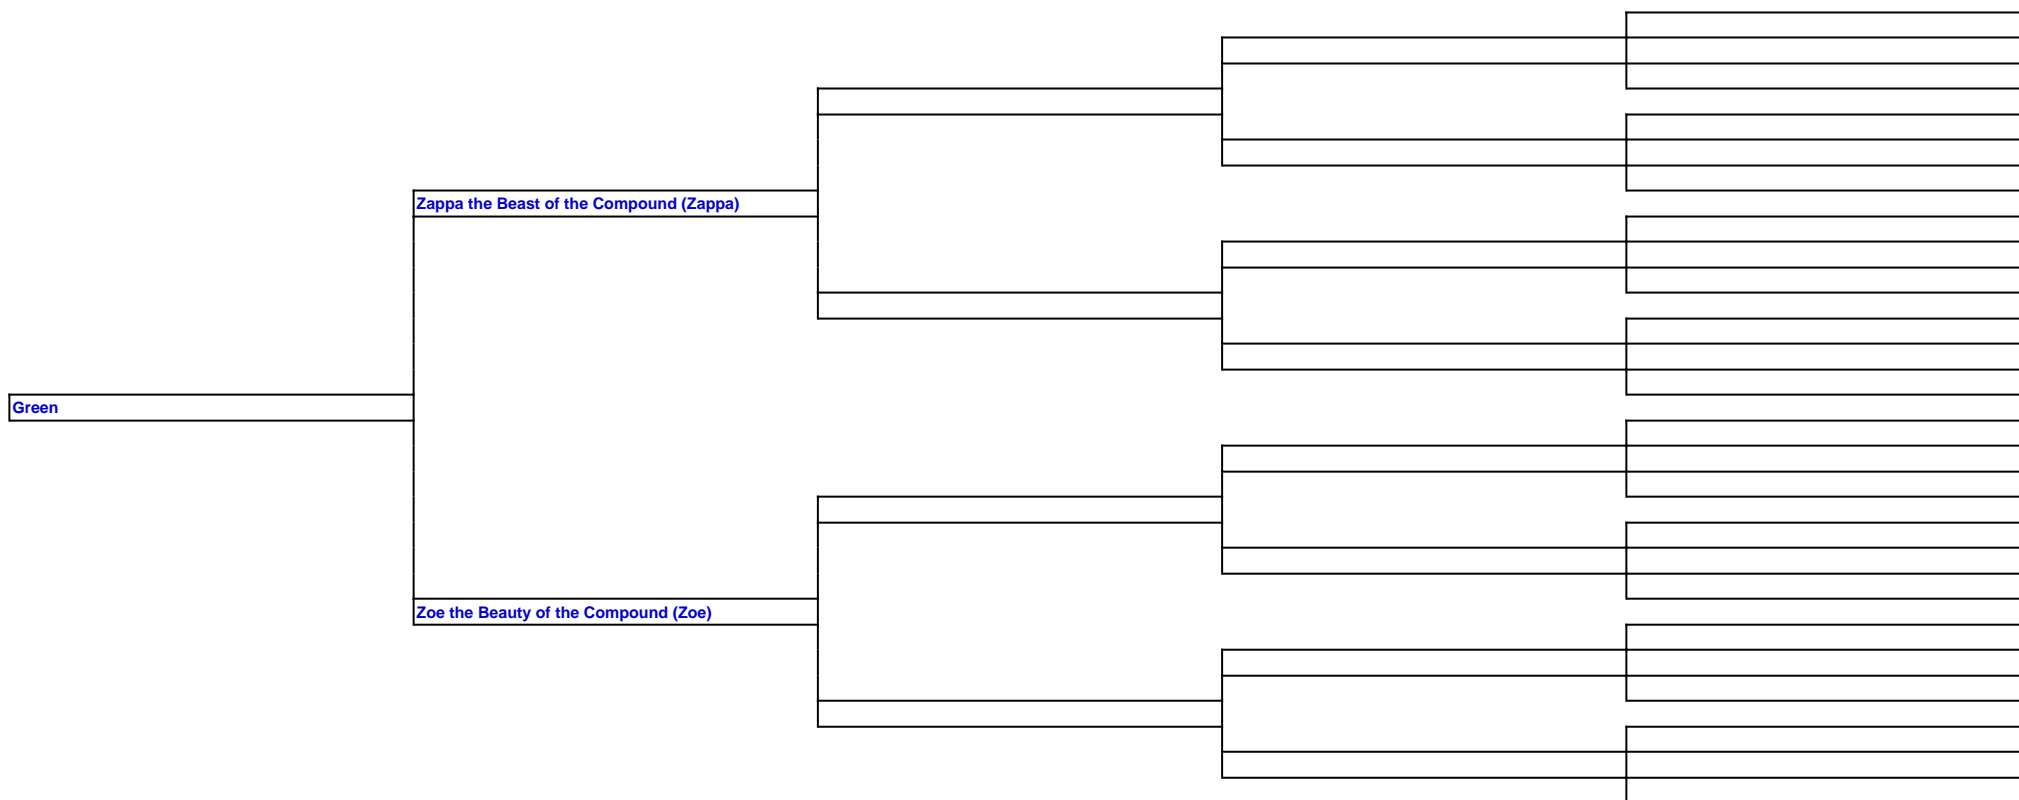 Zappa the Beast of the Compound (Zappa)
Green
Zoe the Beauty of the Compound (Zoe)